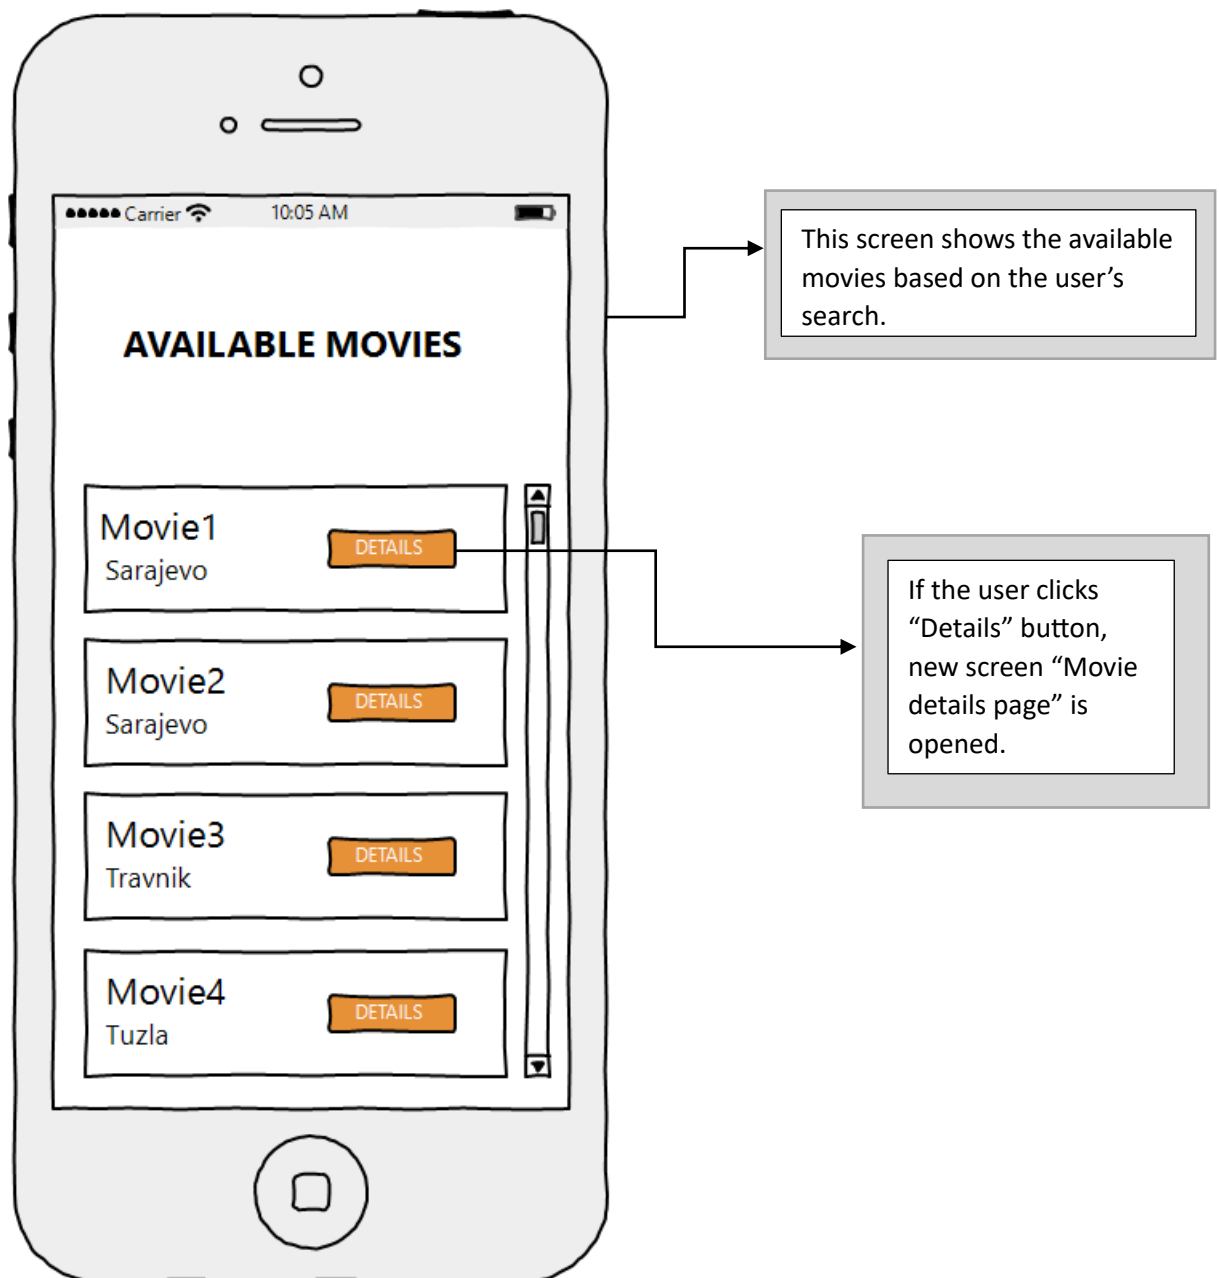 Carrier 10:05 AM
AVAILABLE MOVIES
Movie1
Sarajevo
DETAILS
Movie2
Sarajevo
DETAILS
Movie3
Travnik
DETAILS
Movie4
Tuzla
DETAILS
This screen shows the available
movies based on the user’s
search.
If the user clicks
“Details” button,
new screen “Movie
details page” is
opened.